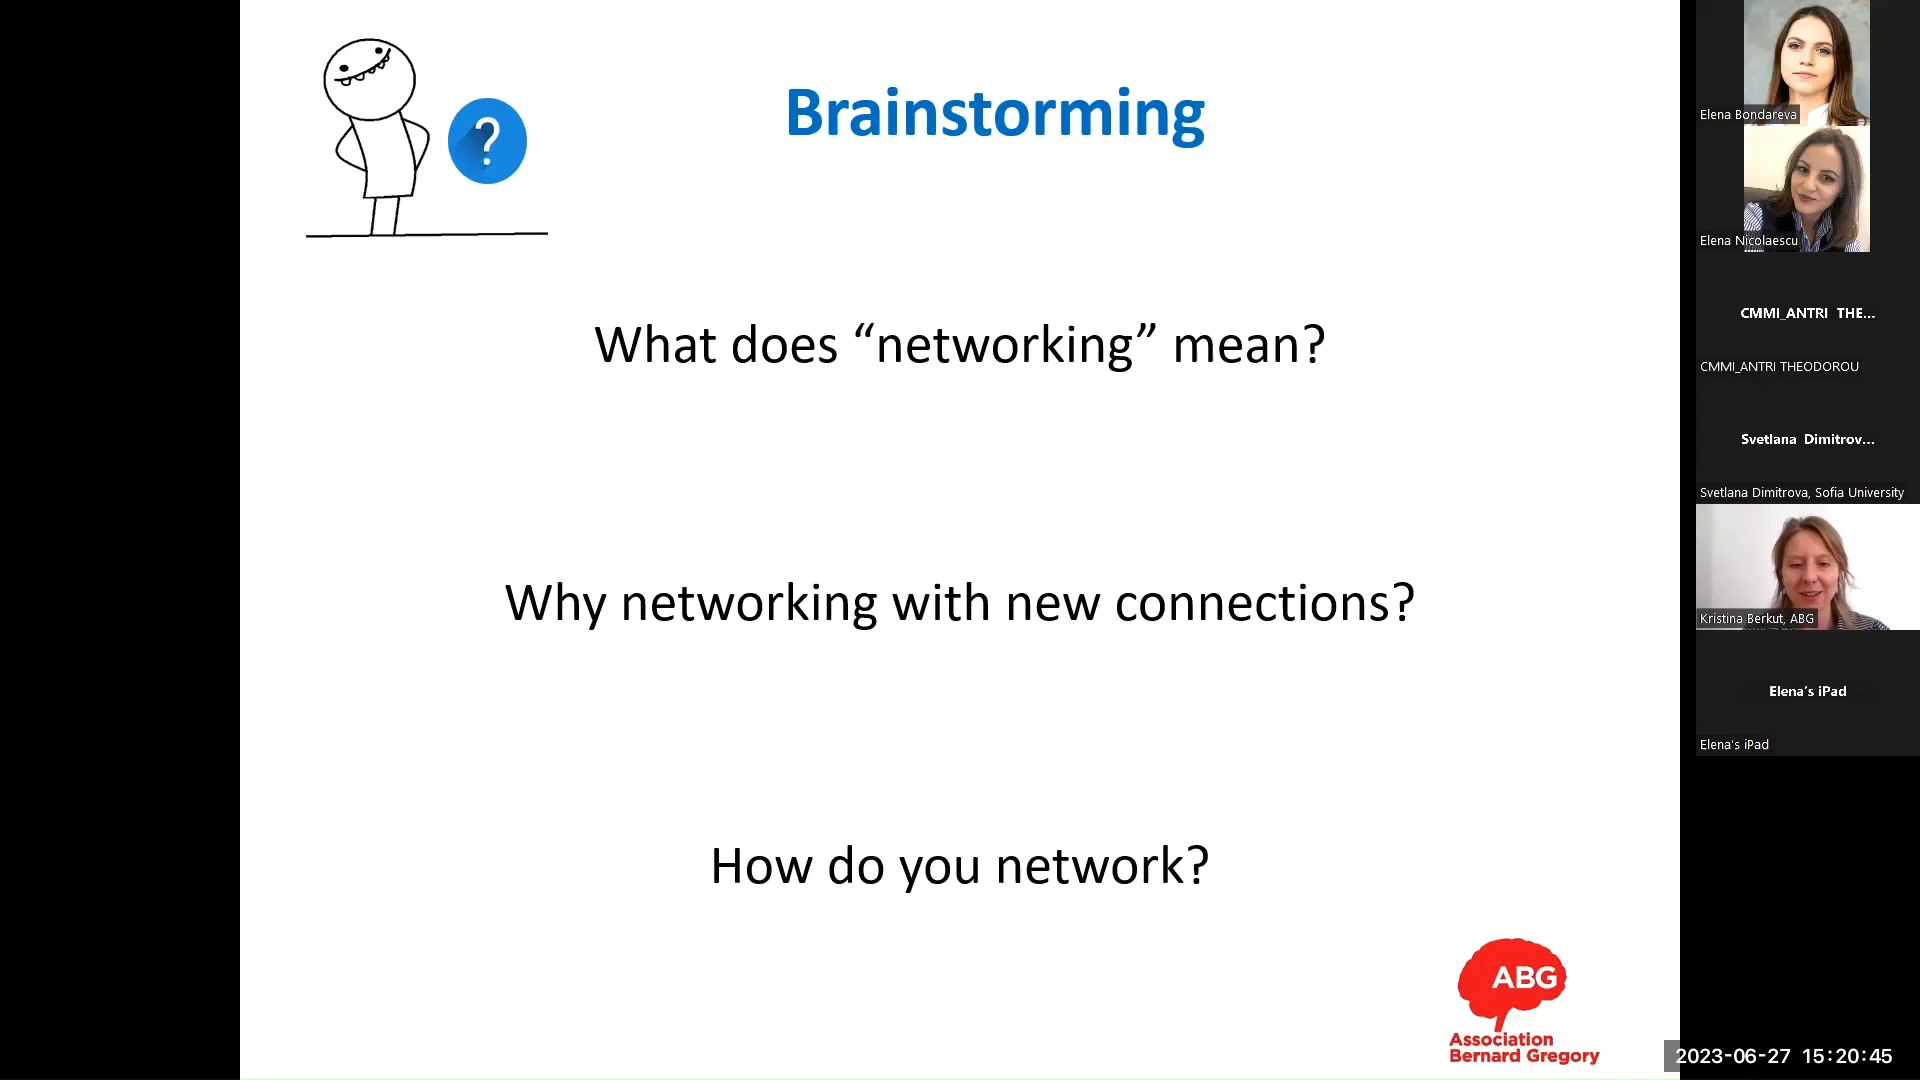 ?
Brainstorming
What does “networking” mean?
Why networking with new connections?
How do you network?
ABG
Association
Bernard Gregory
Elena Bondareva
Elena Nicolaescu
CMMI_ANTRI THE...
CMMI_ANTRI THEODOROU
Svetlana Dimitrov...
Svetlana Dimitrova, Sofia University
Kristina Berkut, ABG
Elena's iPad
Elena's iPad
2023-06-27 15:20:45